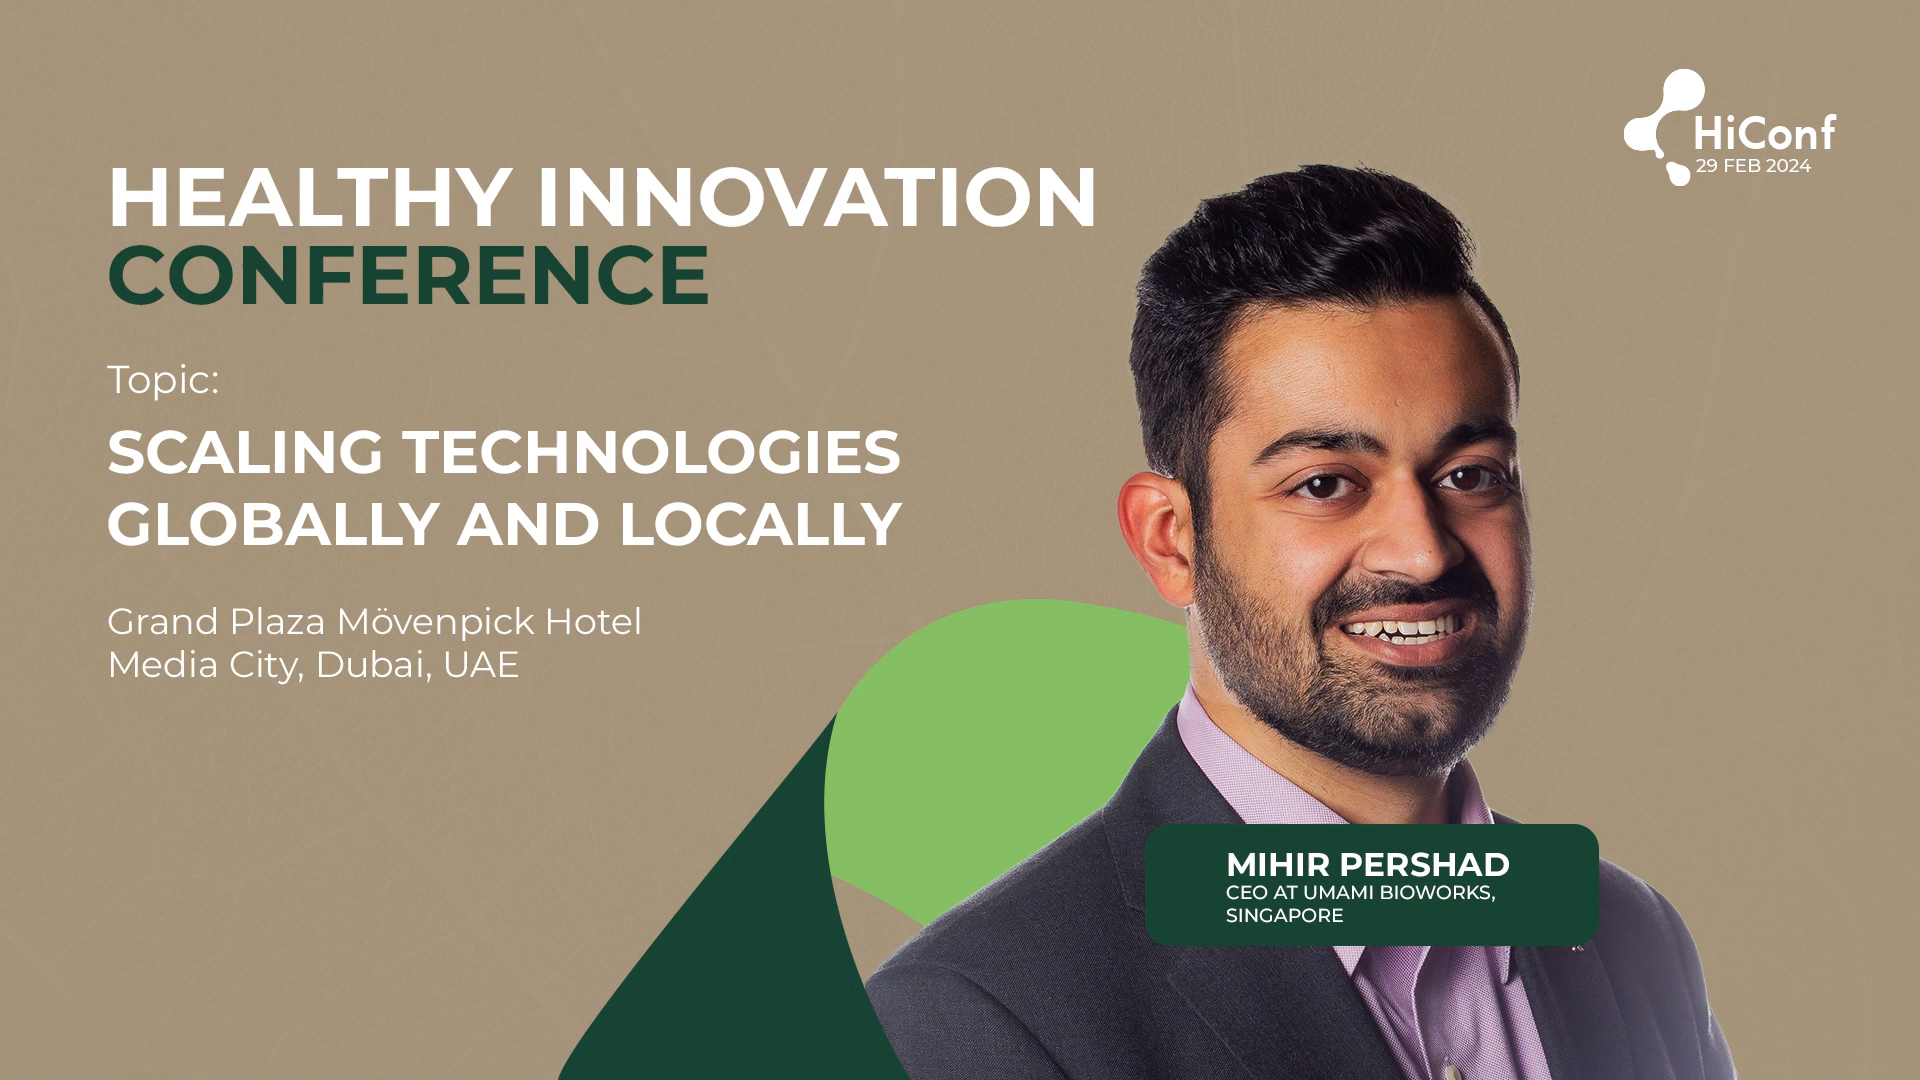 HiConf
29 FEB 2024
HEALTHY INNOVATION
CONFERENCE
Topic:
SCALING TECHNOLOGIES
GLOBALLY AND LOCALLY
Grand Plaza Mövenpick Hotel
Media City, Dubai, UAE
MIHIR PERSHAD
CEO AT UMAMI BIOWORKS,
SINGAPORE